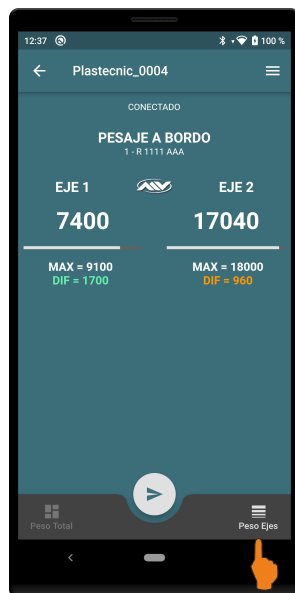 12:37 100 %
Plastecnic_0004
CONECTADO
PESAJE A BORDO
1 - R 1111 AAA
EJE 1 EJE 2
7400 17040
MAX = 9100 MAX = 18000
DIF = 1700 DIF = 960
Peso Total Peso Ejes